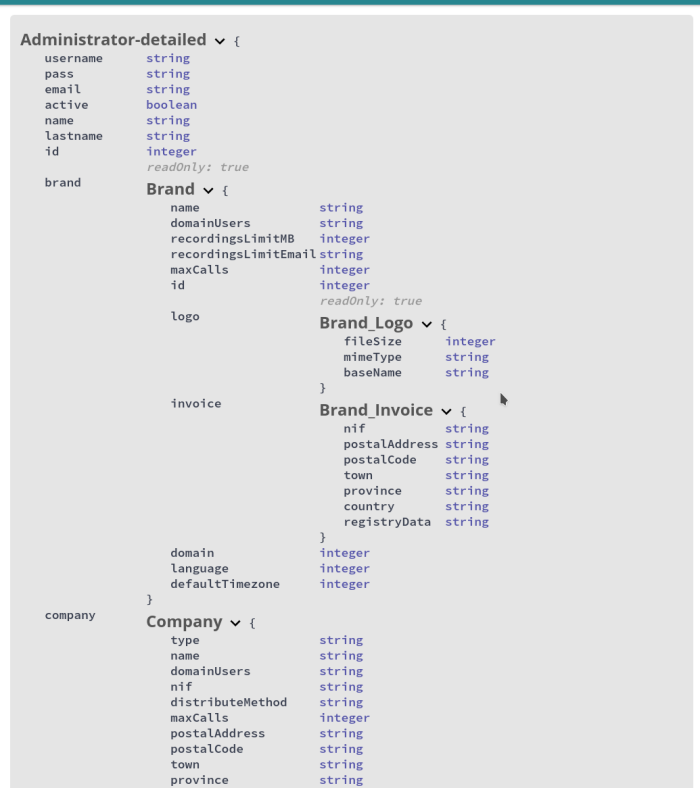 Administrator-detailed {
username string
pass string
email string
active boolean
name string
lastname string
id integer
readOnly: true
brand Brand {
name string
domainUsers string
recordingsLimitMB integer
recordingsLimitEmail string
maxCalls integer
id integer
readOnly: true
logo Brand_Logo {
fileSize integer
mimeType string
baseName string
}
invoice Brand_Invoice {
nif string
postalAddress string
postalCode string
town string
province string
country string
registryData string
}
domain integer
language integer
defaultTimezone integer
}
company Company {
type string
name string
domainUsers string
nif string
distributeMethod string
maxCalls integer
postalAddress string
postalCode string
town string
province string